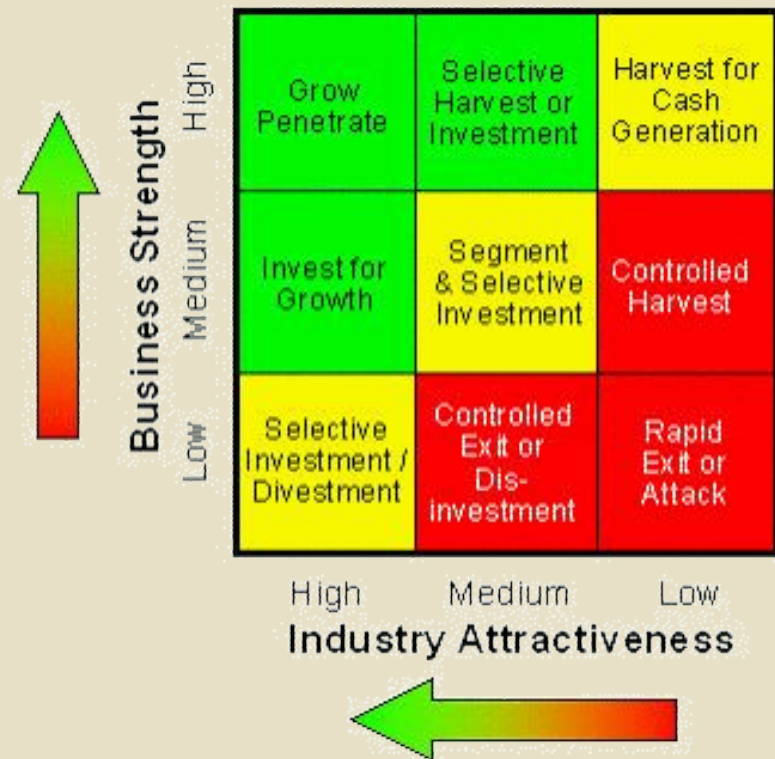 Business Strength
High
Grow
Penetrate
Selective
Harvest or
Investment
Harvest for
Cash
Generation
Medium
Invest for
Growth
Segment
& Selective
Investment
Controlled
Harvest
Low
Selective
Investment /
Divestment
Controlled
Exit or
Dis-
investment
Rapid
Exit or
Attack
High
Medium
Low
Industry Attractiveness